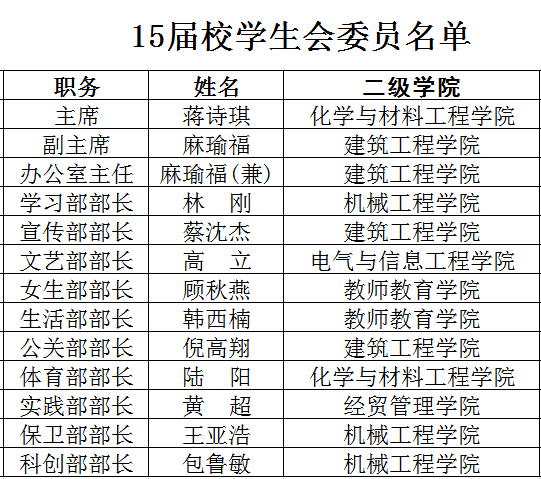 15届校学生会委员名单
职务 姓名 二级学院
主席 蒋诗琪 化学与材料工程学院
副主席 麻瑜福 建筑工程学院
办公室主任 麻瑜福(兼) 建筑工程学院
学习部部长 林 刚 机械工程学院
宣传部部长 蔡沈杰 建筑工程学院
文艺部部长 高 立 电气与信息工程学院
女生部部长 顾秋燕 教师教育学院
生活部部长 韩西楠 教师教育学院
公关部部长 倪高翔 建筑工程学院
体育部部长 陆 阳 化学与材料工程学院
实践部部长 黄 超 经贸管理学院
保卫部部长 王亚浩 机械工程学院
科创部部长 包鲁敏 机械工程学院